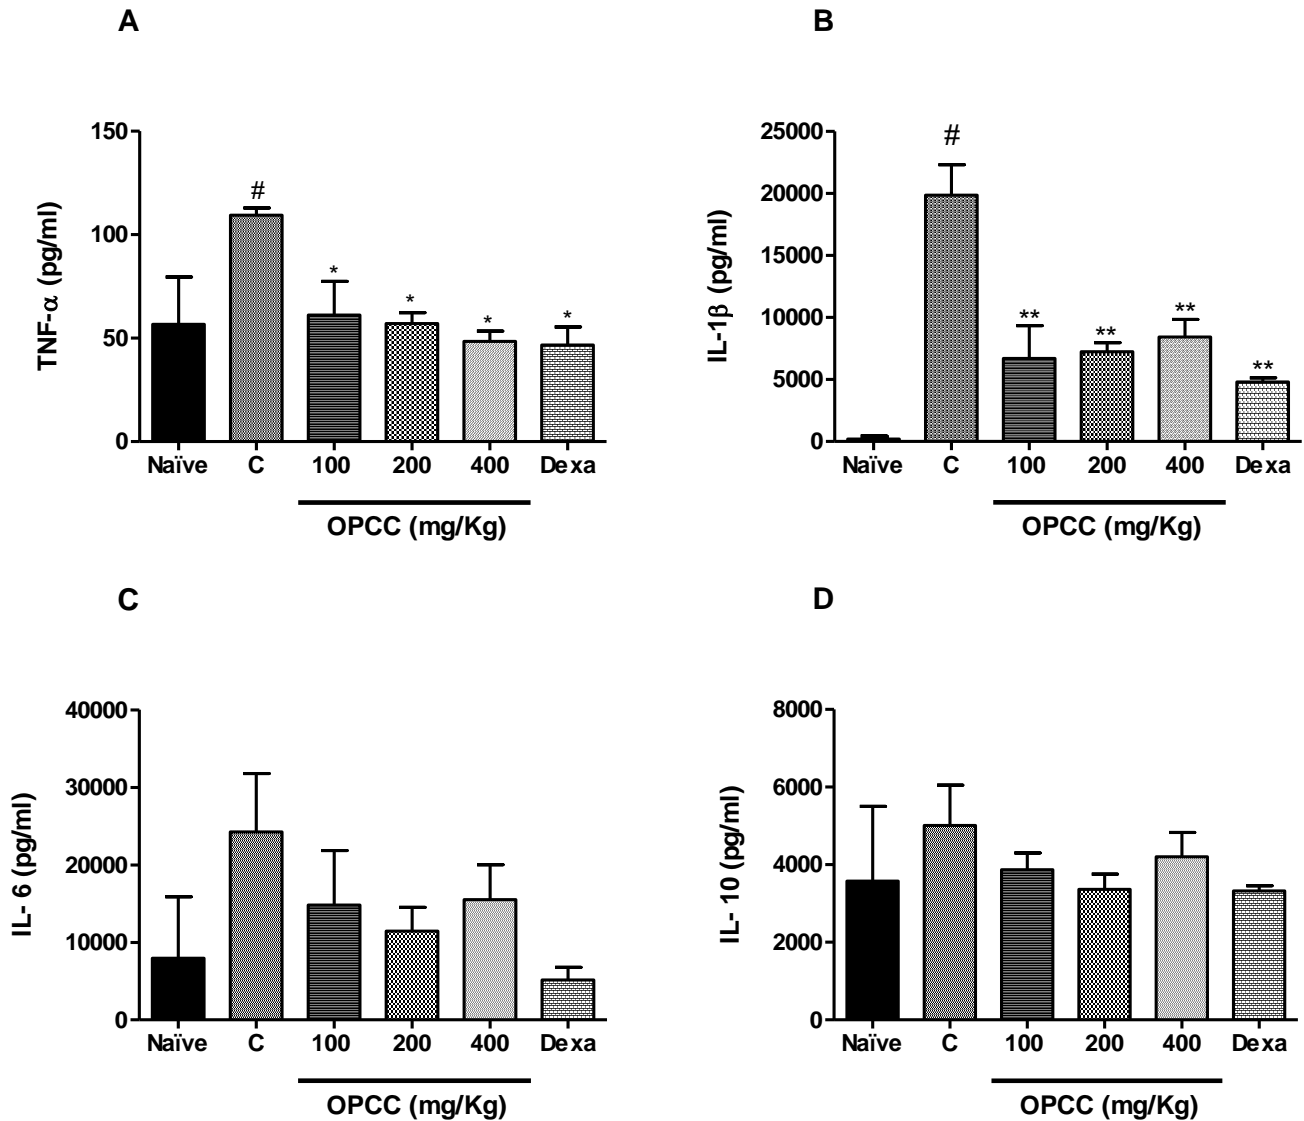 A
TNF-α (pg/ml)
150
100
50
0
#
*
*
*
*
Naïve C 100 200 400 Dexa
OPCC (mg/Kg)
B
IL-1β (pg/ml)
25000
20000
15000
10000
5000
0
#
**
**
**
**
Naïve C 100 200 400 Dexa
OPCC (mg/Kg)
C
IL- 6 (pg/ml)
40000
30000
20000
10000
0
Naïve C 100 200 400 Dexa
OPCC (mg/Kg)
D
IL- 10 (pg/ml)
8000
6000
4000
2000
0
Naïve C 100 200 400 Dexa
OPCC (mg/Kg)